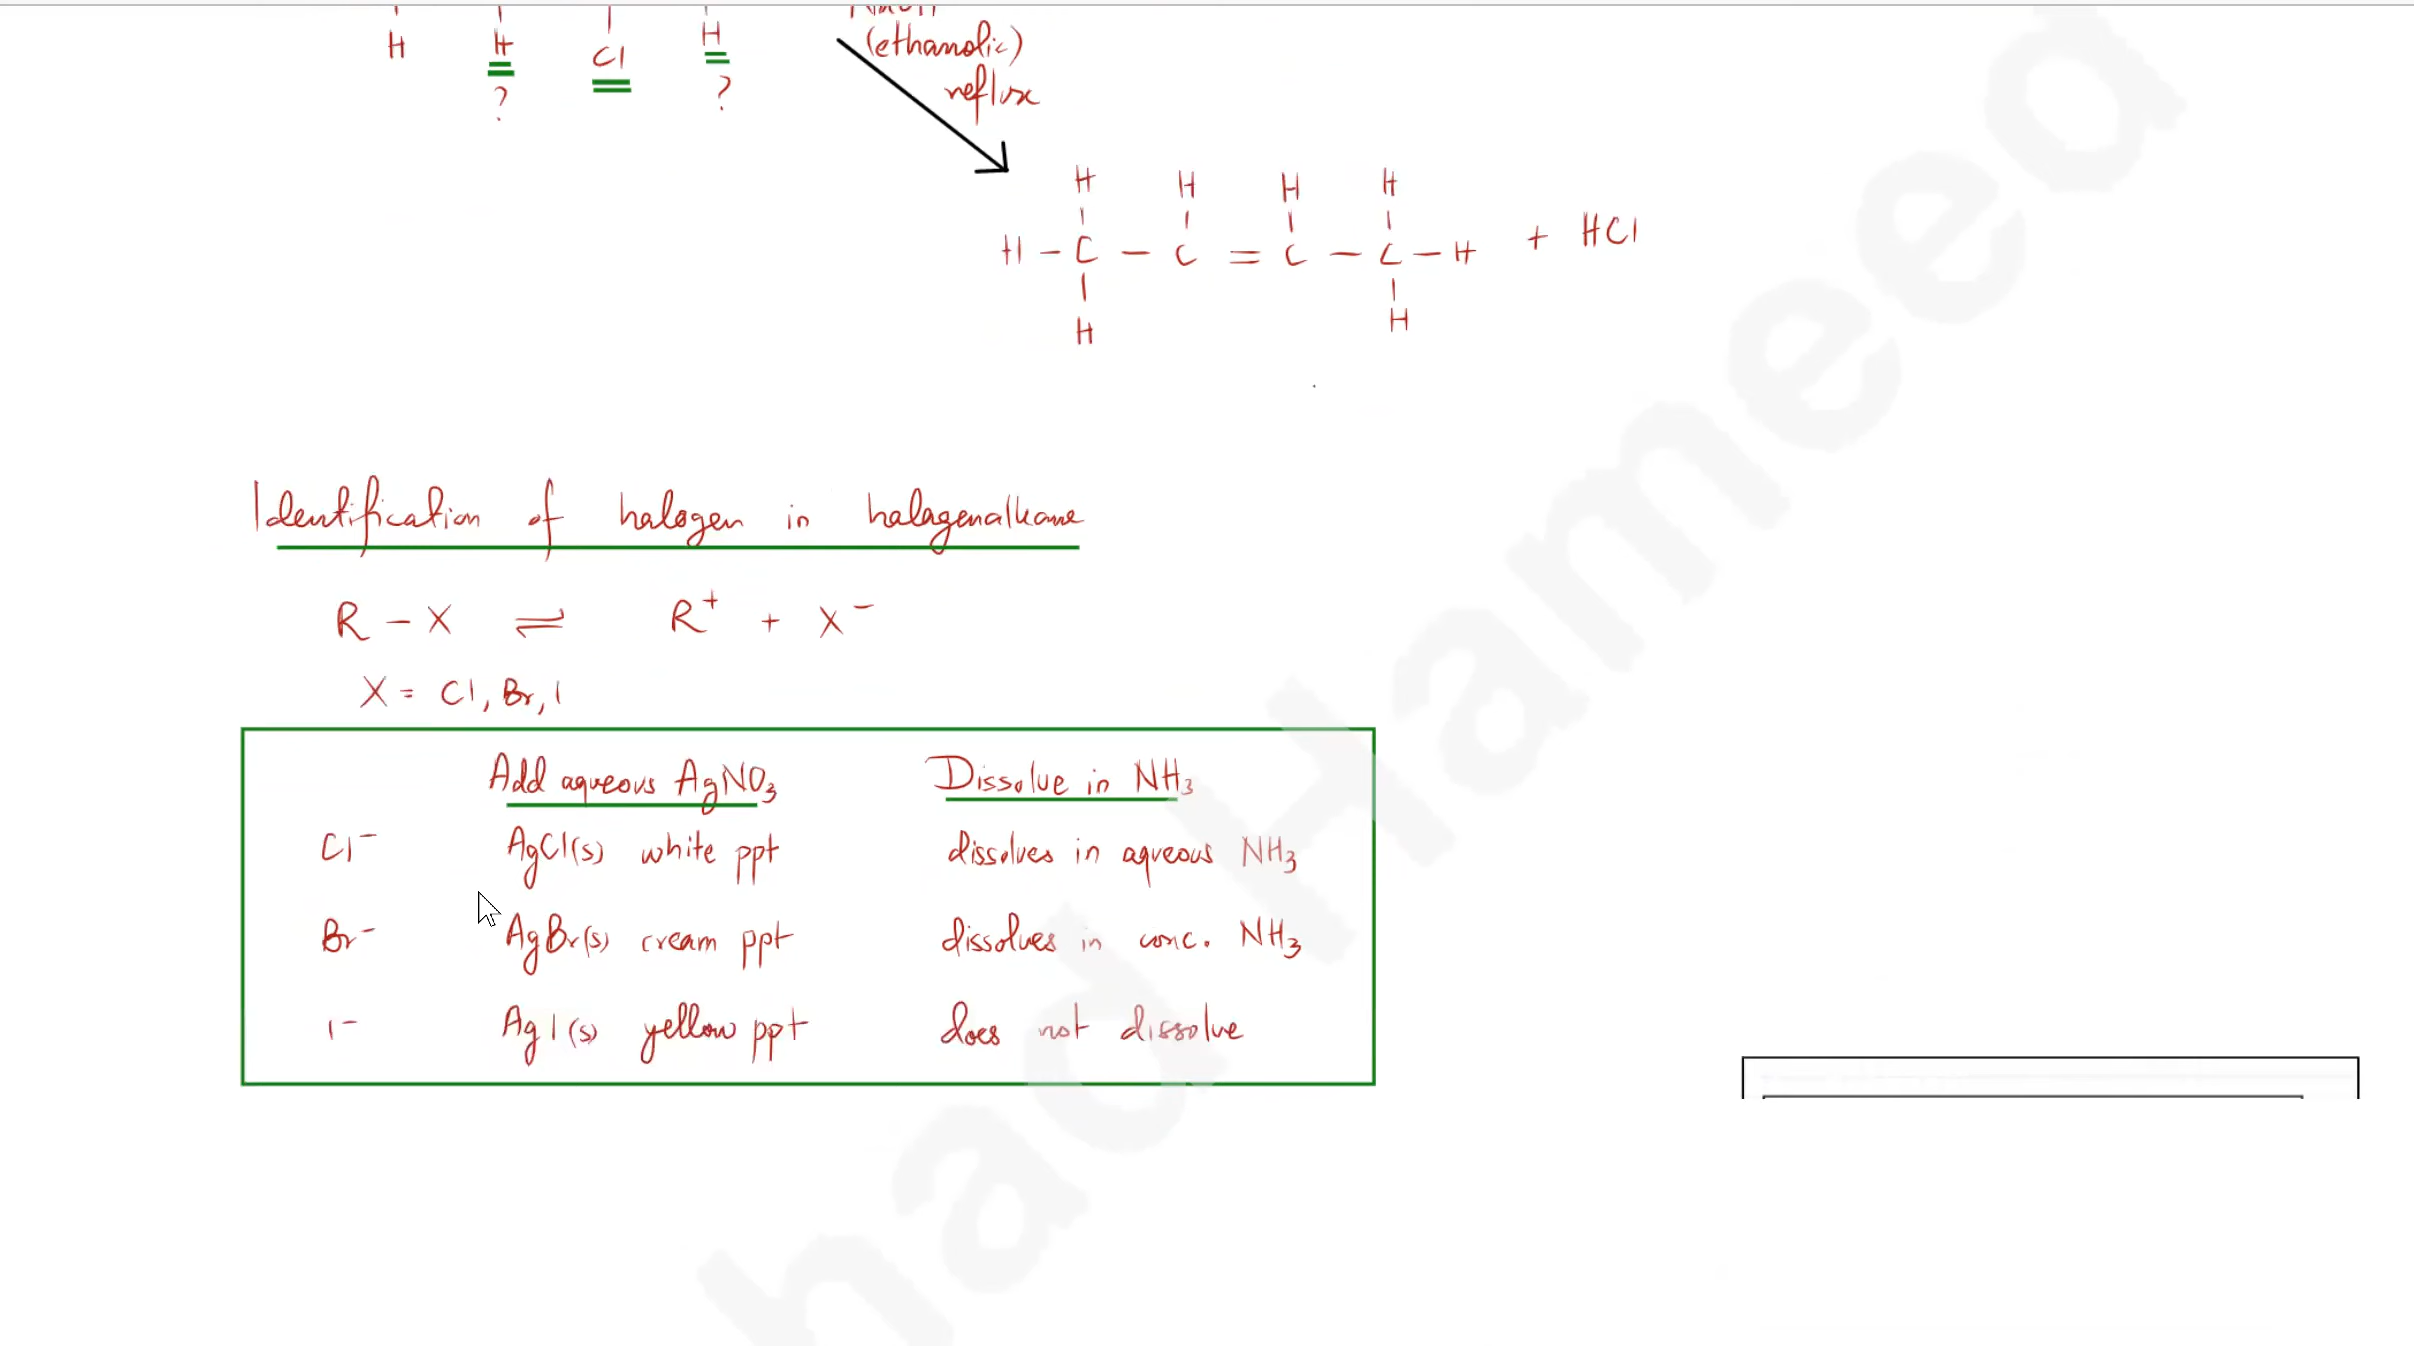 H H Cl H
? ?
(ethanolic)
reflux
H H H H
H - C - C = C - C - H + HCl
H H
Identification of halogen in halogenalkane
R - X ⇌ R⁺ + X⁻
X = Cl, Br, I
Add aqueous AgNO₃ Dissolve in NH₃
Cl⁻ AgCl(s) white ppt dissolves in aqueous NH₃
Br⁻ AgBr(s) cream ppt dissolves in conc. NH₃
I⁻ AgI(s) yellow ppt does not dissolve
had Hameed